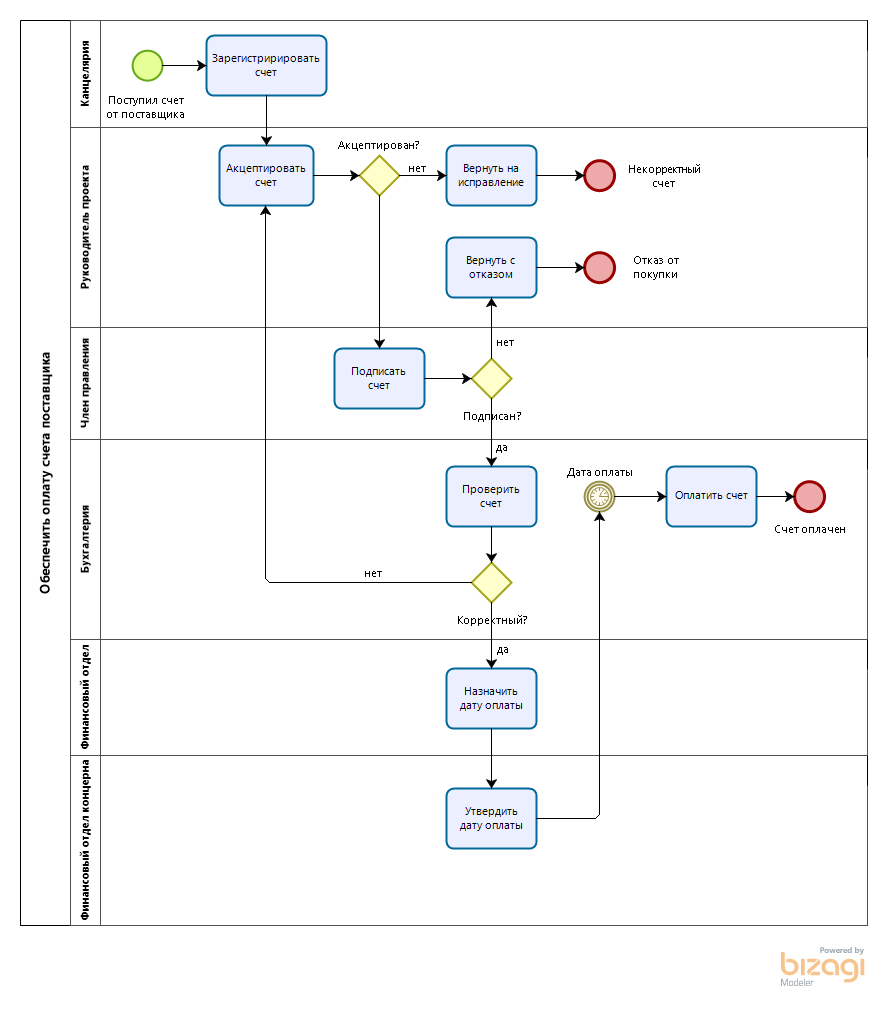 Обеспечить оплату счета поставщика
Канцелярия
Поступил счет
от поставщика
Зарегистририровать
счет
Руководитель проекта
Акцептировать
счет
Акцептирован?
нет
Вернуть на
исправление
Некорректный
счет
Вернуть с
отказом
Отказ от
покупки
Член правления
Подписать
счет
нет
Подписан?
Бухгалтерия
да
Проверить
счет
Дата оплаты
Оплатить счет
Счет оплачен
нет
Корректный?
Финансовый отдел
да
Назначить
дату оплаты
Финансовый отдел концерна
Утвердить
дату оплаты
Powered by
bizagi
Modeler